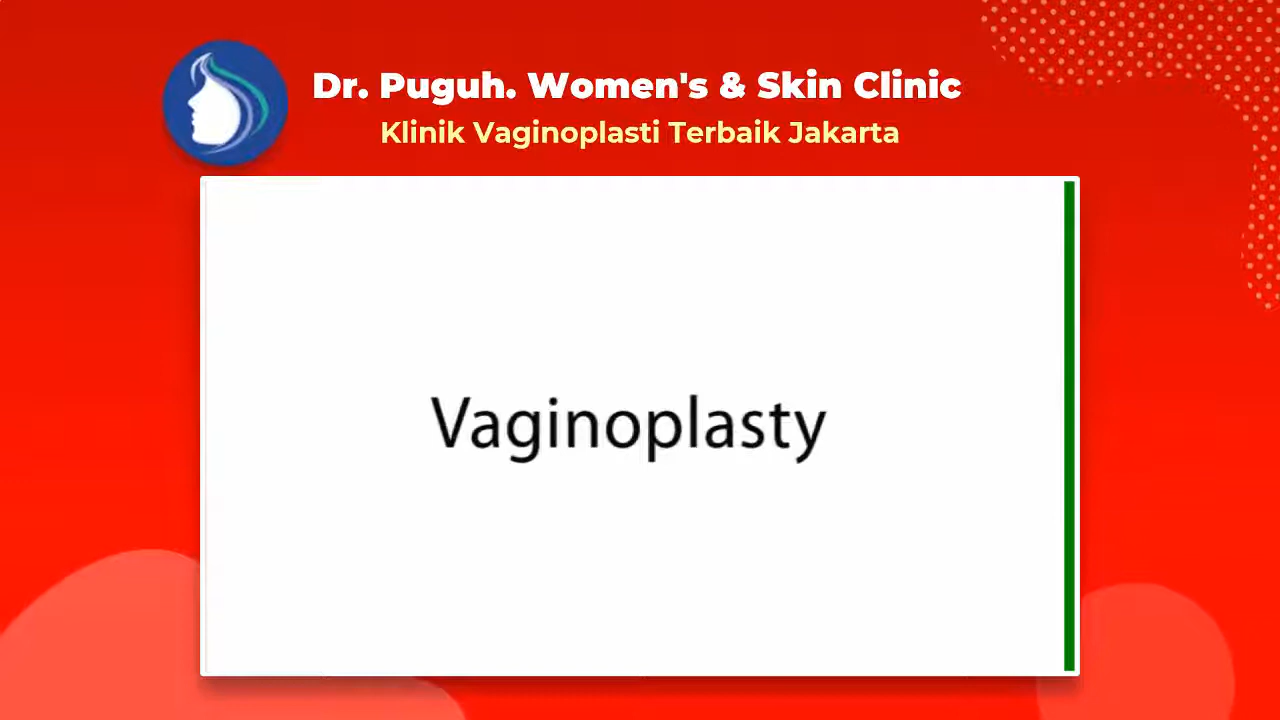 Dr. Puguh. Women's & Skin Clinic
Klinik Vaginoplasti Terbaik Jakarta
Vaginoplasty